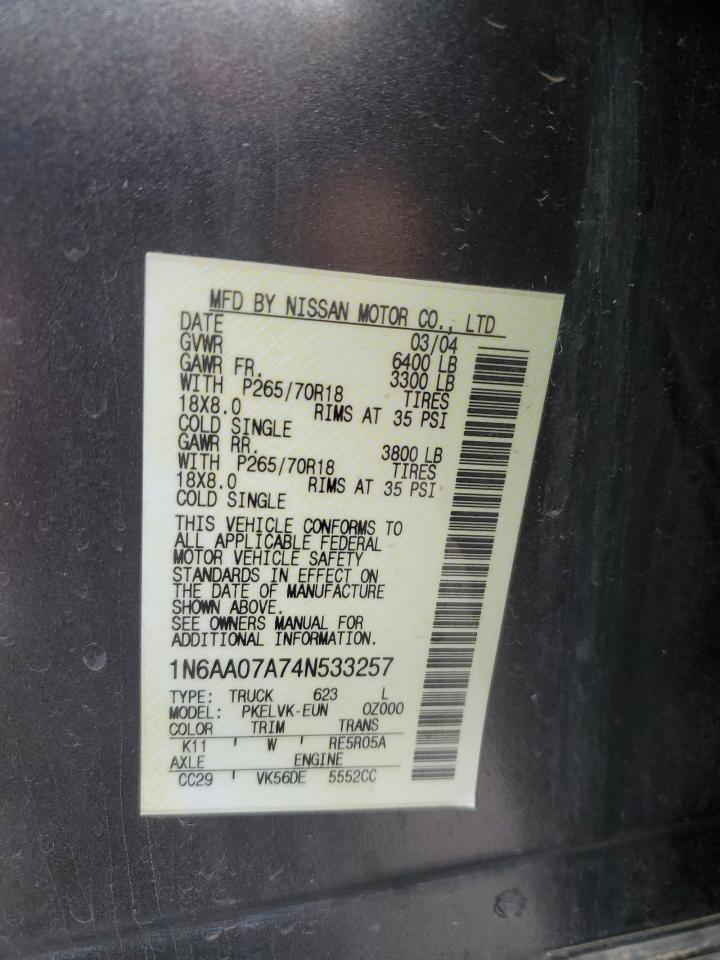 MFD BY NISSAN MOTOR CO., LTD
DATE 03/04
GVWR 6400 LB
GAWR FR. 3300 LB
WITH P265/70R18 TIRES
18X8.0 RIMS AT 35 PSI
COLD SINGLE
GAWR RR. 3800 LB
WITH P265/70R18 TIRES
18X8.0 RIMS AT 35 PSI
COLD SINGLE
THIS VEHICLE CONFORMS TO
ALL APPLICABLE FEDERAL
MOTOR VEHICLE SAFETY
STANDARDS IN EFFECT ON
THE DATE OF MANUFACTURE
SHOWN ABOVE.
SEE OWNERS MANUAL FOR
ADDITIONAL INFORMATION.
1N6AA07A74N533257
TYPE: TRUCK 623 L
MODEL: PKELVK-EUN 0Z000
COLOR TRIM TRANS
K11 W RE5R05A
AXLE ENGINE
CC29 VK56DE 5552CC